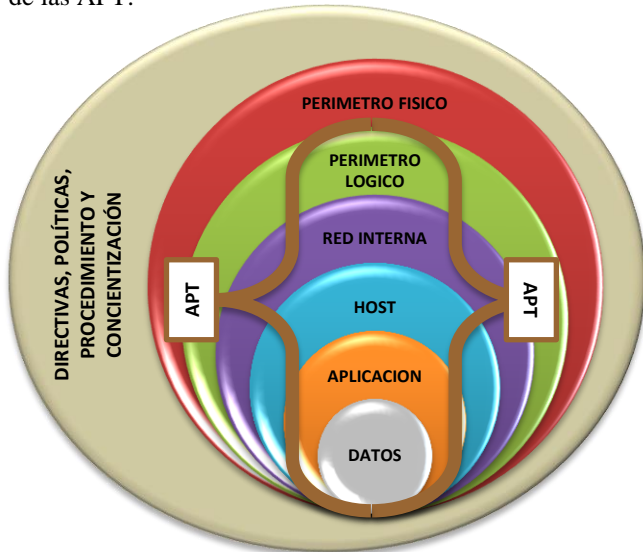 de las APT.
PERIMETRO FISICO
PERIMETRO
LOGICO
RED INTERNA
HOST
APLICACION
DATOS
DIRECTIVAS, POLÍTICAS,
PROCEDIMIENTO Y
CONCIENTIZACIÓN
APT
APT